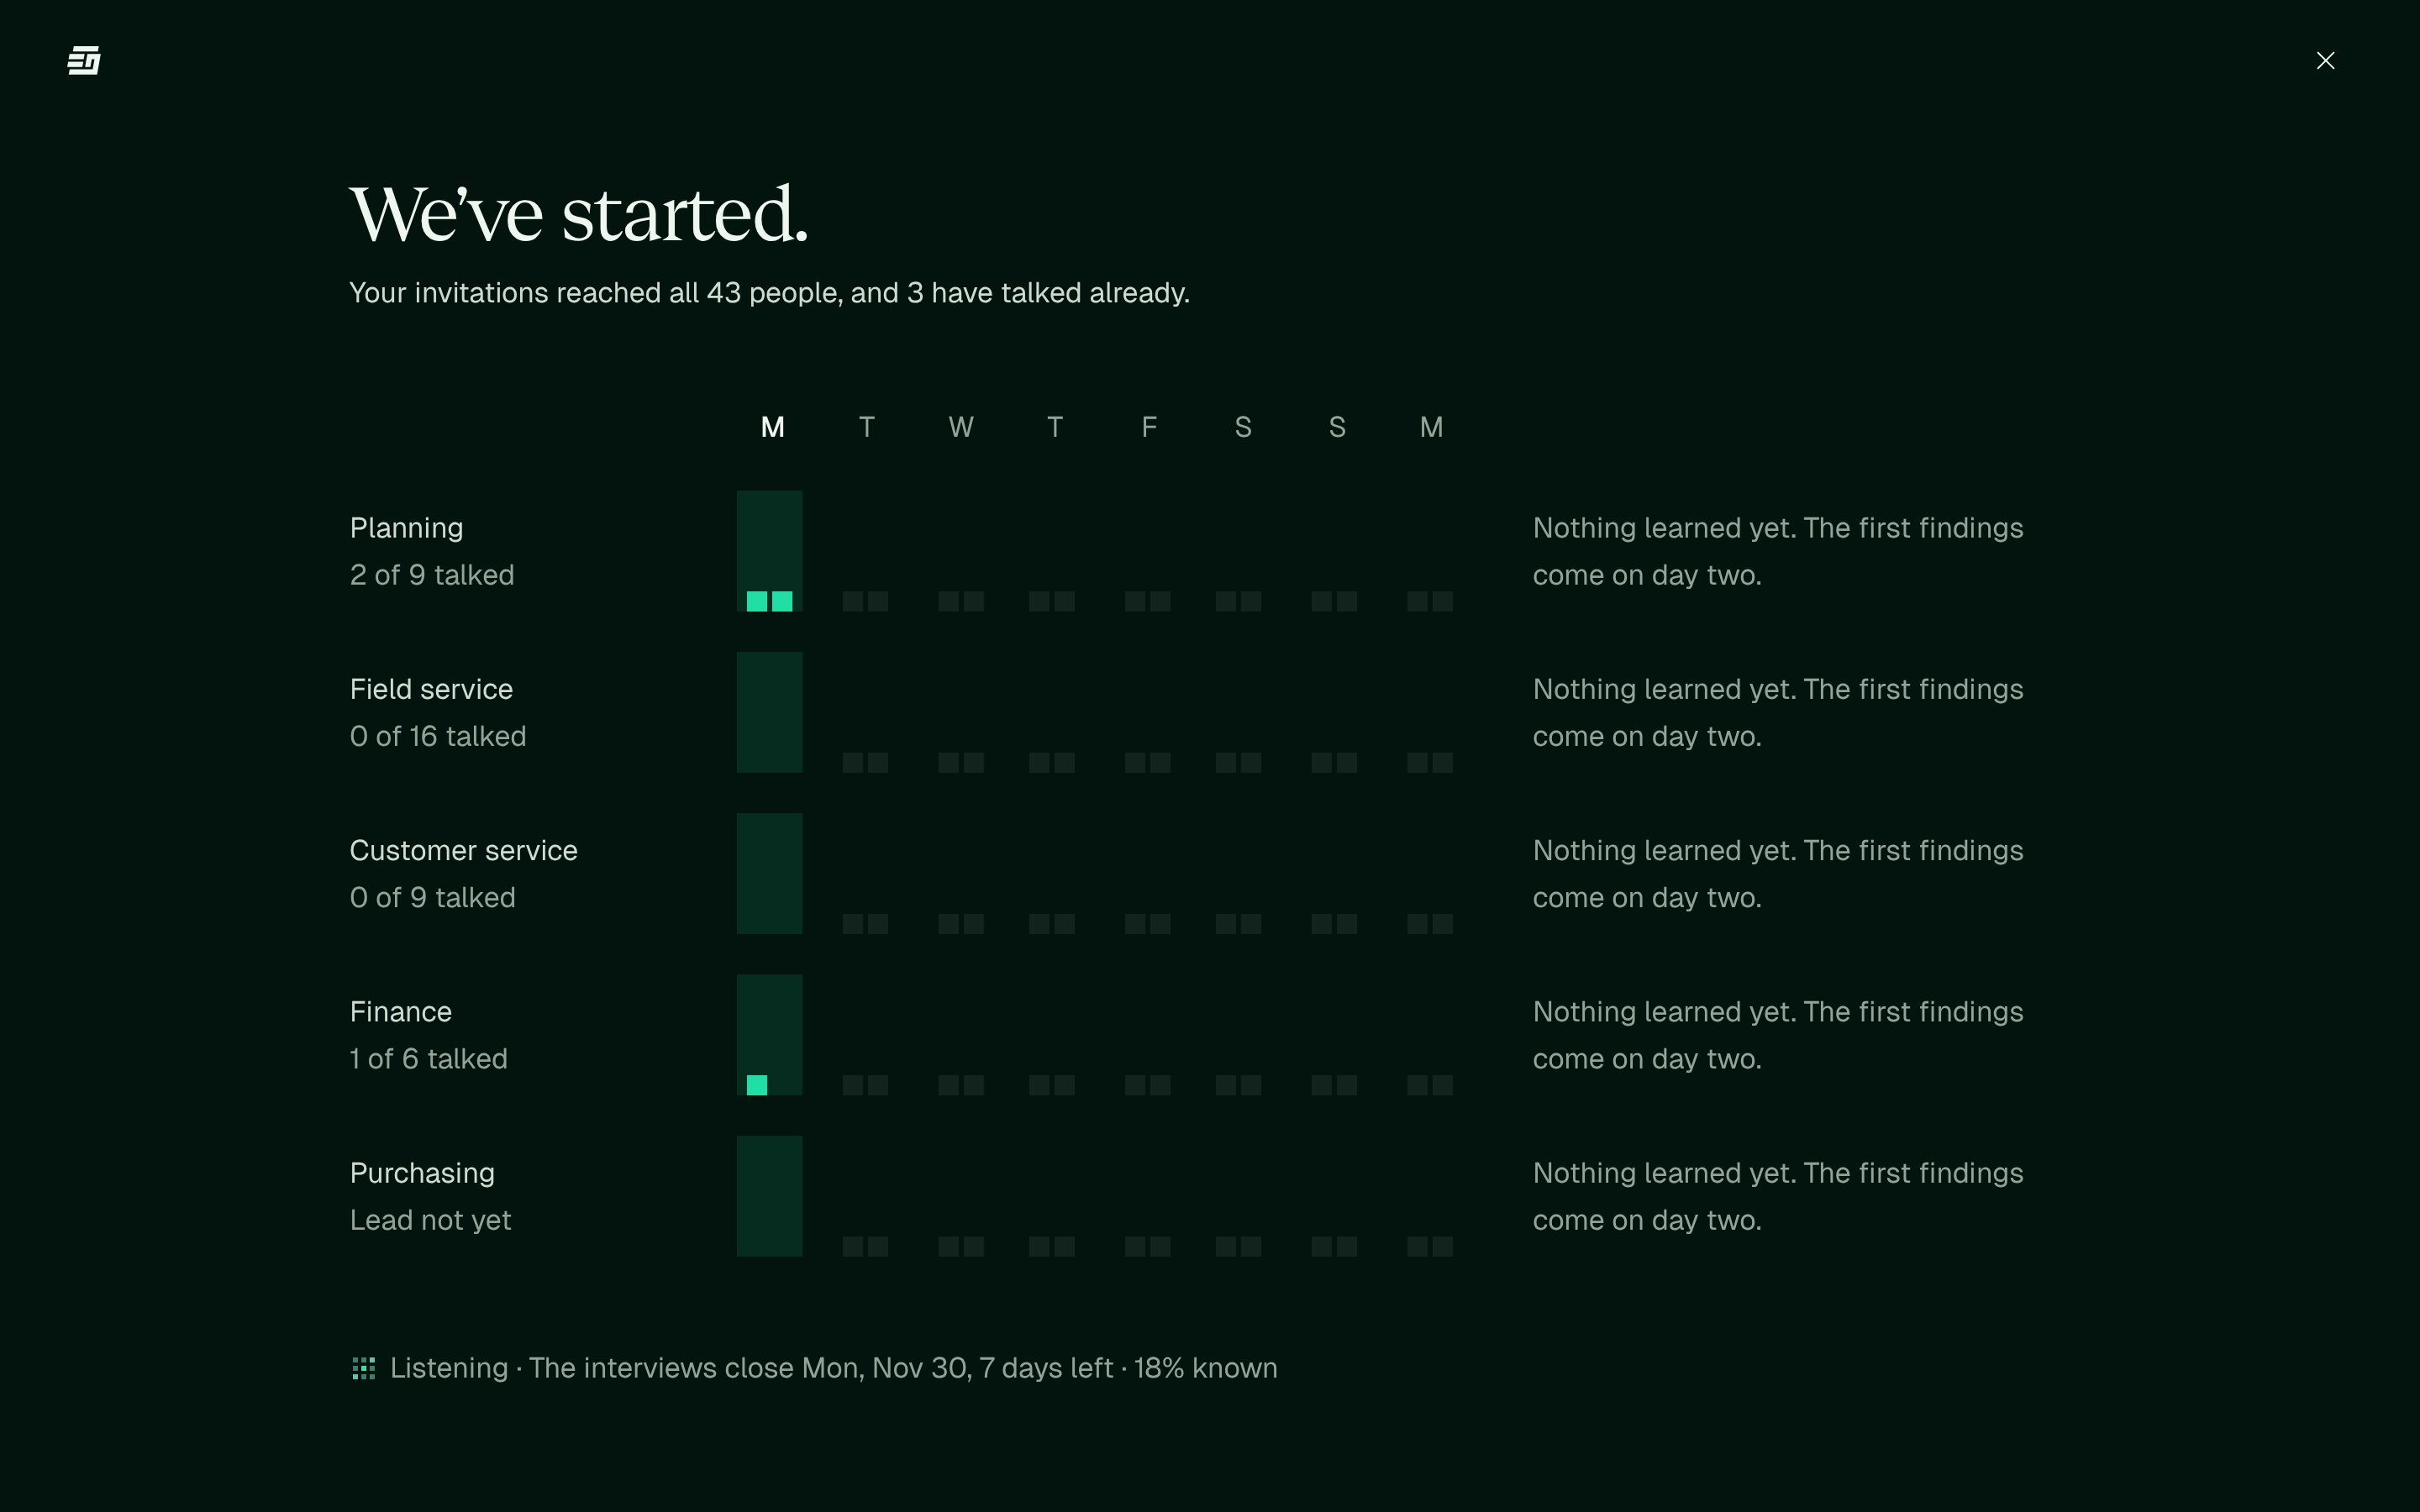 We’ve started.
Your invitations reached all 43 people, and 3 have talked already.
M T W T F S S M
Planning
2 of 9 talked
Nothing learned yet. The first findings
come on day two.
Field service
0 of 16 talked
Nothing learned yet. The first findings
come on day two.
Customer service
0 of 9 talked
Nothing learned yet. The first findings
come on day two.
Finance
1 of 6 talked
Nothing learned yet. The first findings
come on day two.
Purchasing
Lead not yet
Nothing learned yet. The first findings
come on day two.
Listening · The interviews close Mon, Nov 30, 7 days left · 18% known